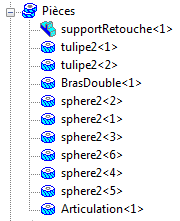 Pièces
supportRetouche<1>
tulipe2<1>
tulipe2<2>
BrasDouble<1>
sphere2<2>
sphere2<1>
sphere2<3>
sphere2<6>
sphere2<4>
sphere2<5>
Articulation<1>